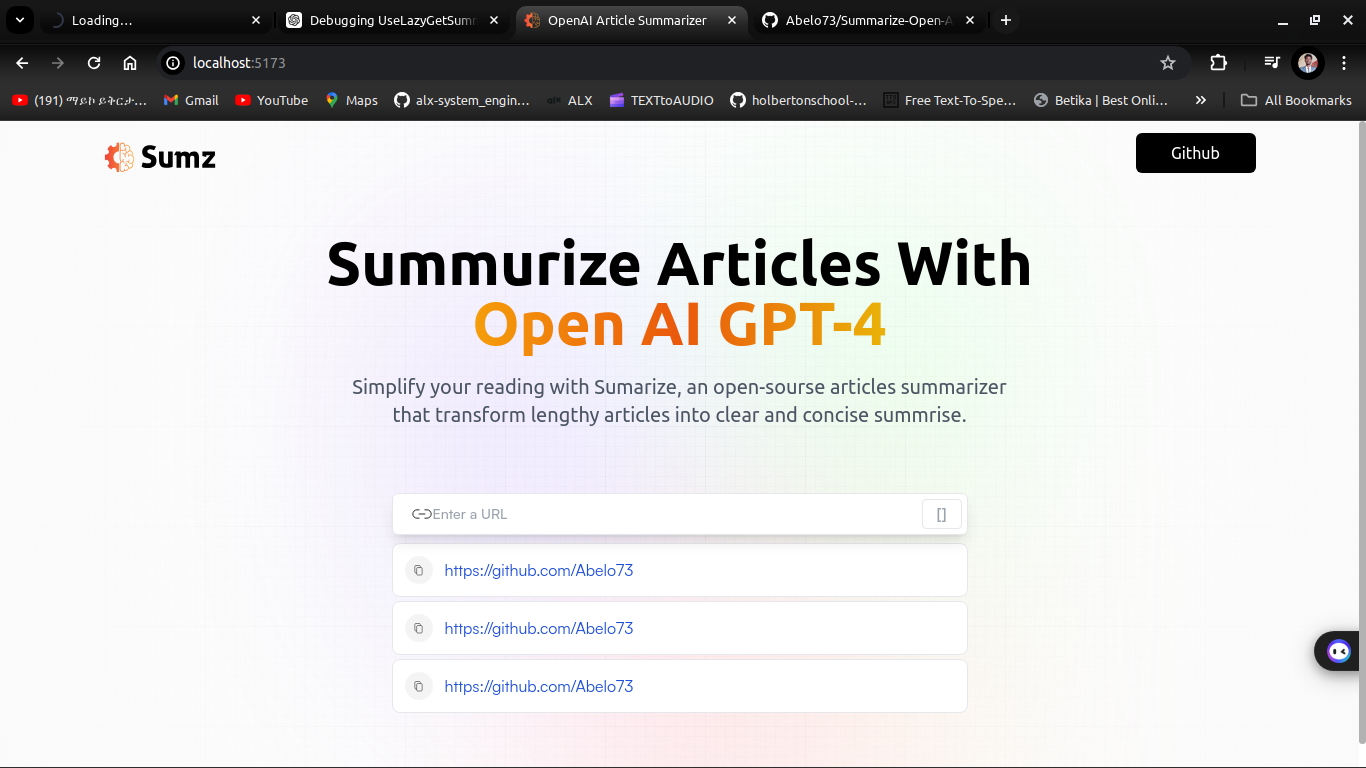 Loading…
Debugging UseLazyGetSumr
OpenAI Article Summarizer
Abelo73/Summarize-Open-A
localhost:5173
(191) ማይኮ ይቅርታ…
Gmail
YouTube
Maps
alx-system_engin…
ALX
TEXTtoAUDIO
holbertonschool-…
Free Text-To-Spe…
Betika | Best Onli…
All Bookmarks
Sumz
Github
Summurize Articles With
Open AI GPT-4
Simplify your reading with Sumarize, an open-sourse articles summarizer
that transform lengthy articles into clear and concise summrise.
Enter a URL
[]
https://github.com/Abelo73
https://github.com/Abelo73
https://github.com/Abelo73